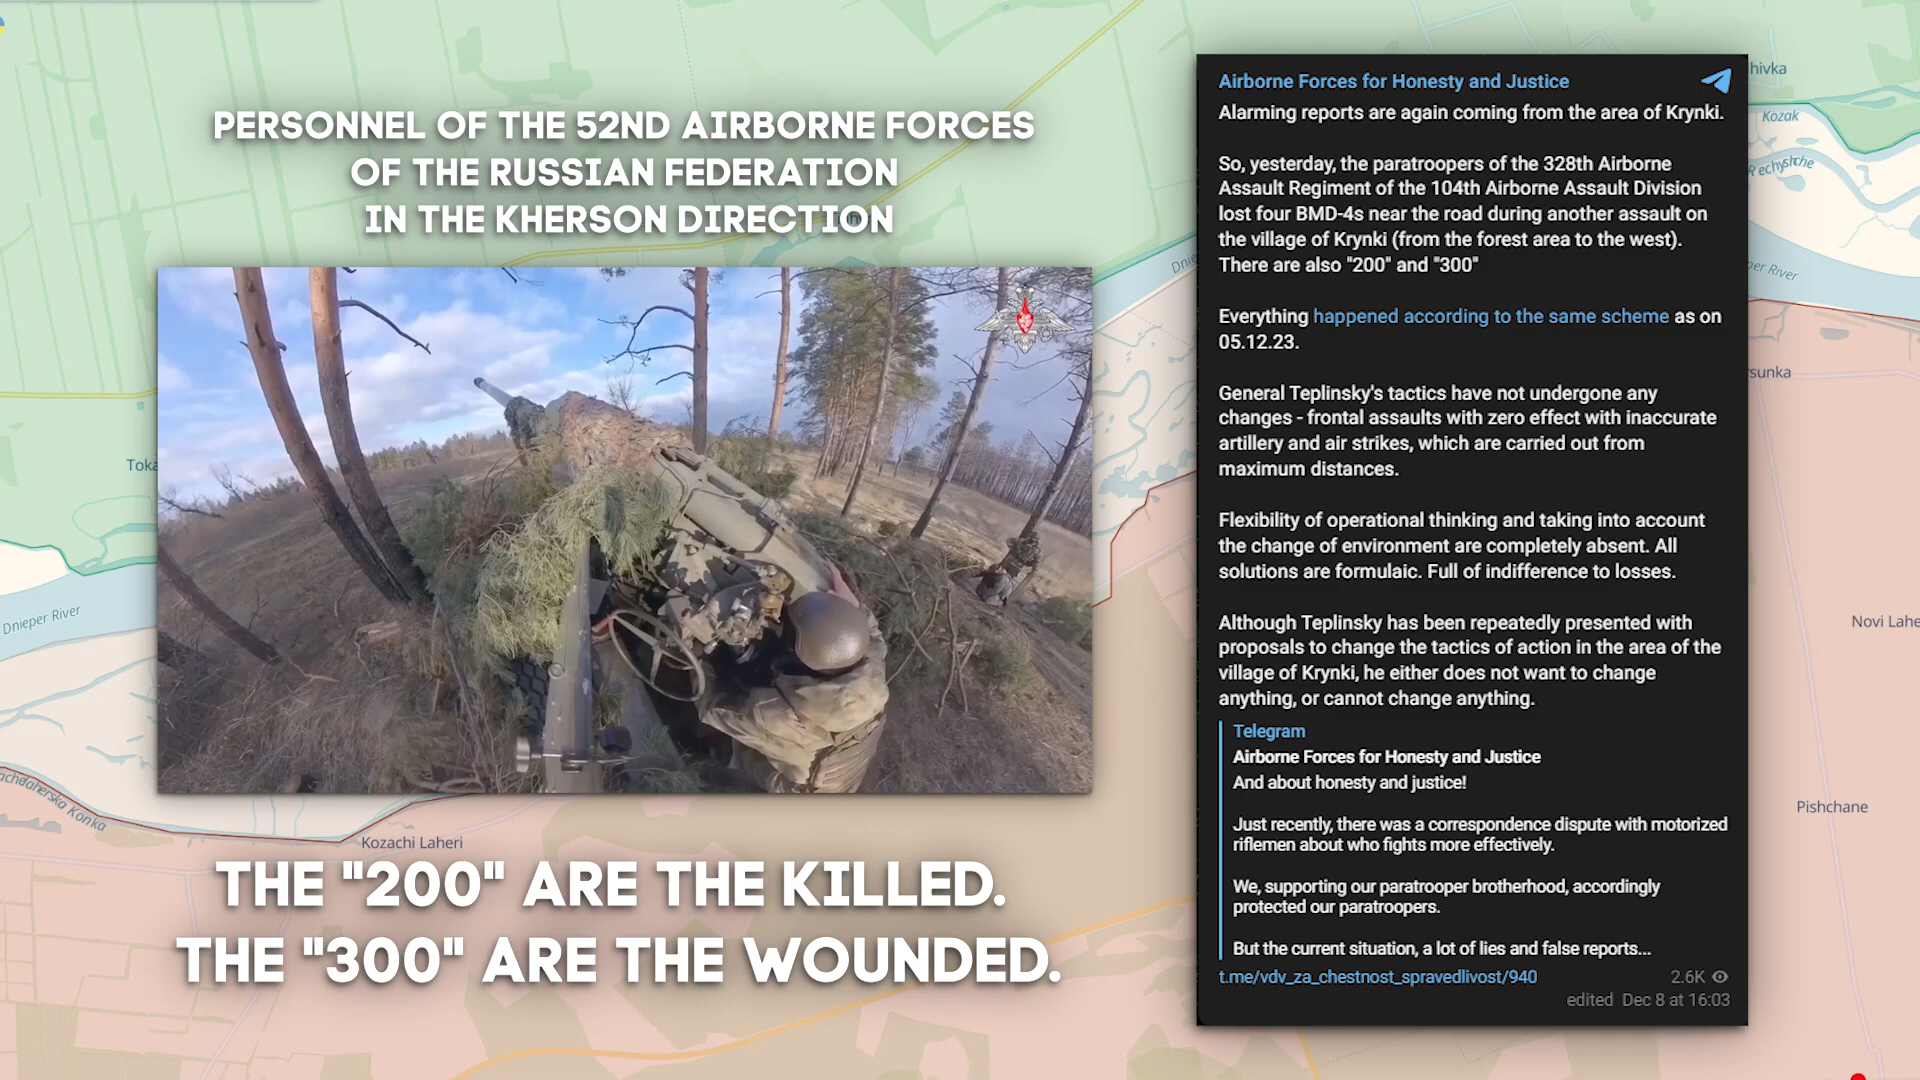 PERSONNEL OF THE 52ND AIRBORNE FORCES
OF THE RUSSIAN FEDERATION
IN THE KHERSON DIRECTION
THE "200" ARE THE KILLED.
THE "300" ARE THE WOUNDED.
Airborne Forces for Honesty and Justice
Alarming reports are again coming from the area of Krynki.
So, yesterday, the paratroopers of the 328th Airborne
Assault Regiment of the 104th Airborne Assault Division
lost four BMD-4s near the road during another assault on
the village of Krynki (from the forest area to the west).
There are also "200" and "300"
Everything happened according to the same scheme as on
05.12.23.
General Teplinsky's tactics have not undergone any
changes - frontal assaults with zero effect with inaccurate
artillery and air strikes, which are carried out from
maximum distances.
Flexibility of operational thinking and taking into account
the change of environment are completely absent. All
solutions are formulaic. Full of indifference to losses.
Although Teplinsky has been repeatedly presented with
proposals to change the tactics of action in the area of the
village of Krynki, he either does not want to change
anything, or cannot change anything.
Telegram
Airborne Forces for Honesty and Justice
And about honesty and justice!
Just recently, there was a correspondence dispute with motorized
riflemen about who fights more effectively.
We, supporting our paratrooper brotherhood, accordingly
protected our paratroopers.
But the current situation, a lot of lies and false reports...
t.me/vdv_za_chestnost_spravedlivost/940
2.6K
edited Dec 8 at 16:03
hivka
Kozak
Rechyshche
Dnie
per River
rsunka
Toka
Dnieper River
Novi Lahe
Pishchane
Konka
Kozachi Laheri